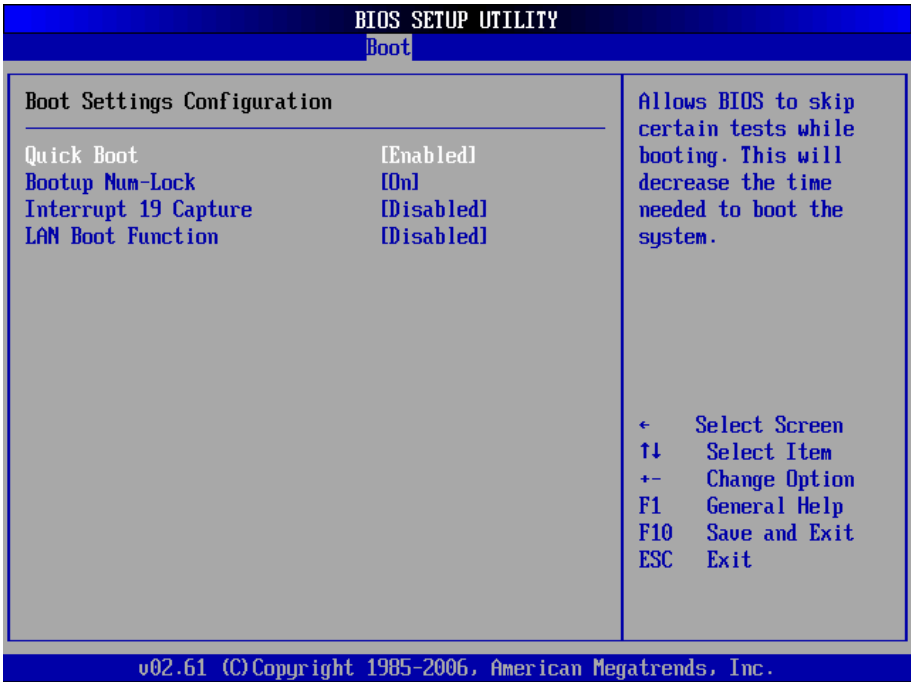 BIOS SETUP UTILITY
Boot
Boot Settings Configuration
Quick Boot [Enabled]
Bootup Num-Lock [On]
Interrupt 19 Capture [Disabled]
LAN Boot Function [Disabled]
Allows BIOS to skip
certain tests while
booting. This will
decrease the time
needed to boot the
system.
← Select Screen
↑↓ Select Item
+- Change Option
F1 General Help
F10 Save and Exit
ESC Exit
v02.61 (C)Copyright 1985-2006, American Megatrends, Inc.